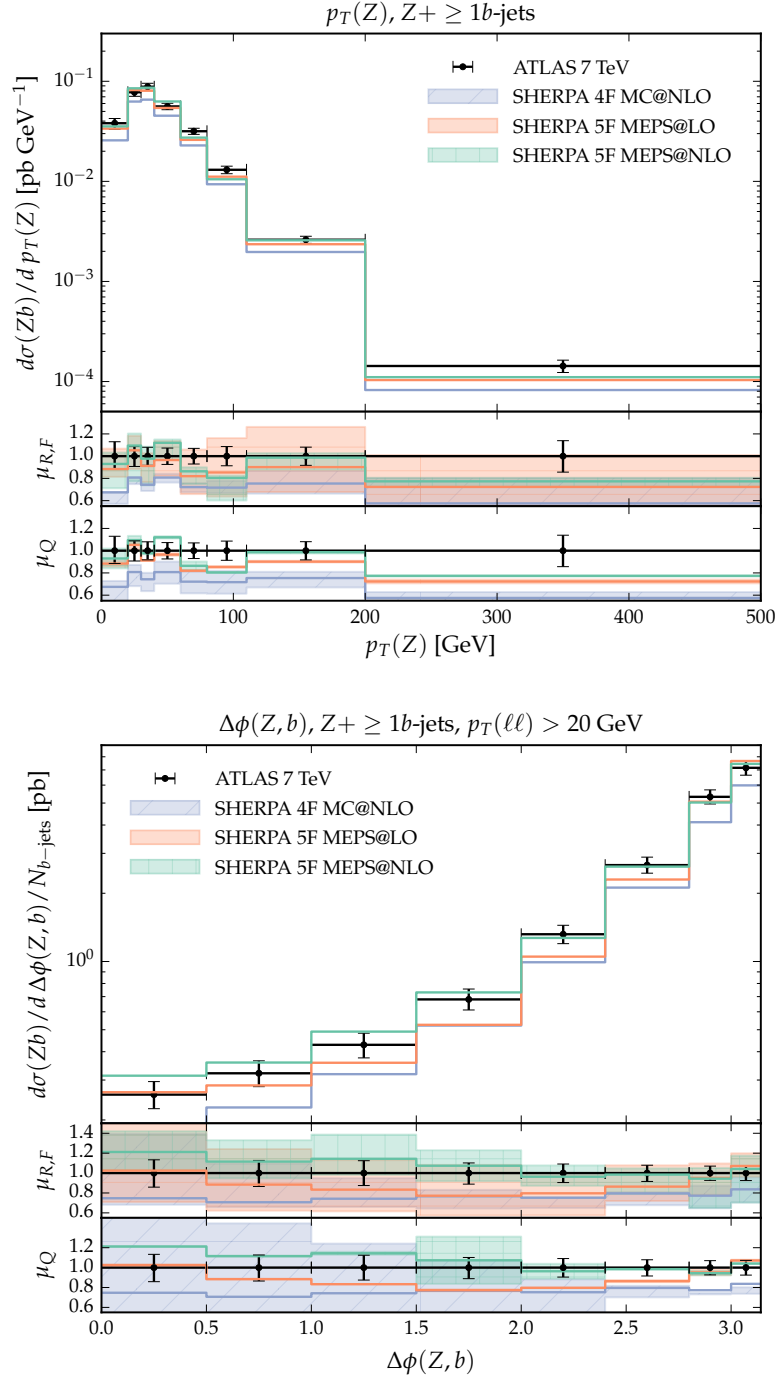 p_T(Z), Z+ ≥ 1b-jets
dσ(Zb)/d p_T(Z) [pb GeV⁻¹]
10⁻¹
10⁻²
10⁻³
10⁻⁴
ATLAS 7 TeV
SHERPA 4F MC@NLO
SHERPA 5F MEPS@LO
SHERPA 5F MEPS@NLO
μ_{R,F}
1.4
1.2
1.0
0.8
0.6
μ_Q
1.2
1.0
0.8
0.6
0 100 200 300 400 500
p_T(Z) [GeV]
Δϕ(Z, b), Z+ ≥ 1b-jets, p_T(ℓℓ) > 20 GeV
dσ(Zb)/d Δϕ(Z, b)/N_{b−jets} [pb]
10⁰
ATLAS 7 TeV
SHERPA 4F MC@NLO
SHERPA 5F MEPS@LO
SHERPA 5F MEPS@NLO
μ_{R,F}
1.4
1.2
1.0
0.8
0.6
μ_Q
1.2
1.0
0.8
0.6
0.0 0.5 1.0 1.5 2.0 2.5 3.0
Δϕ(Z, b)